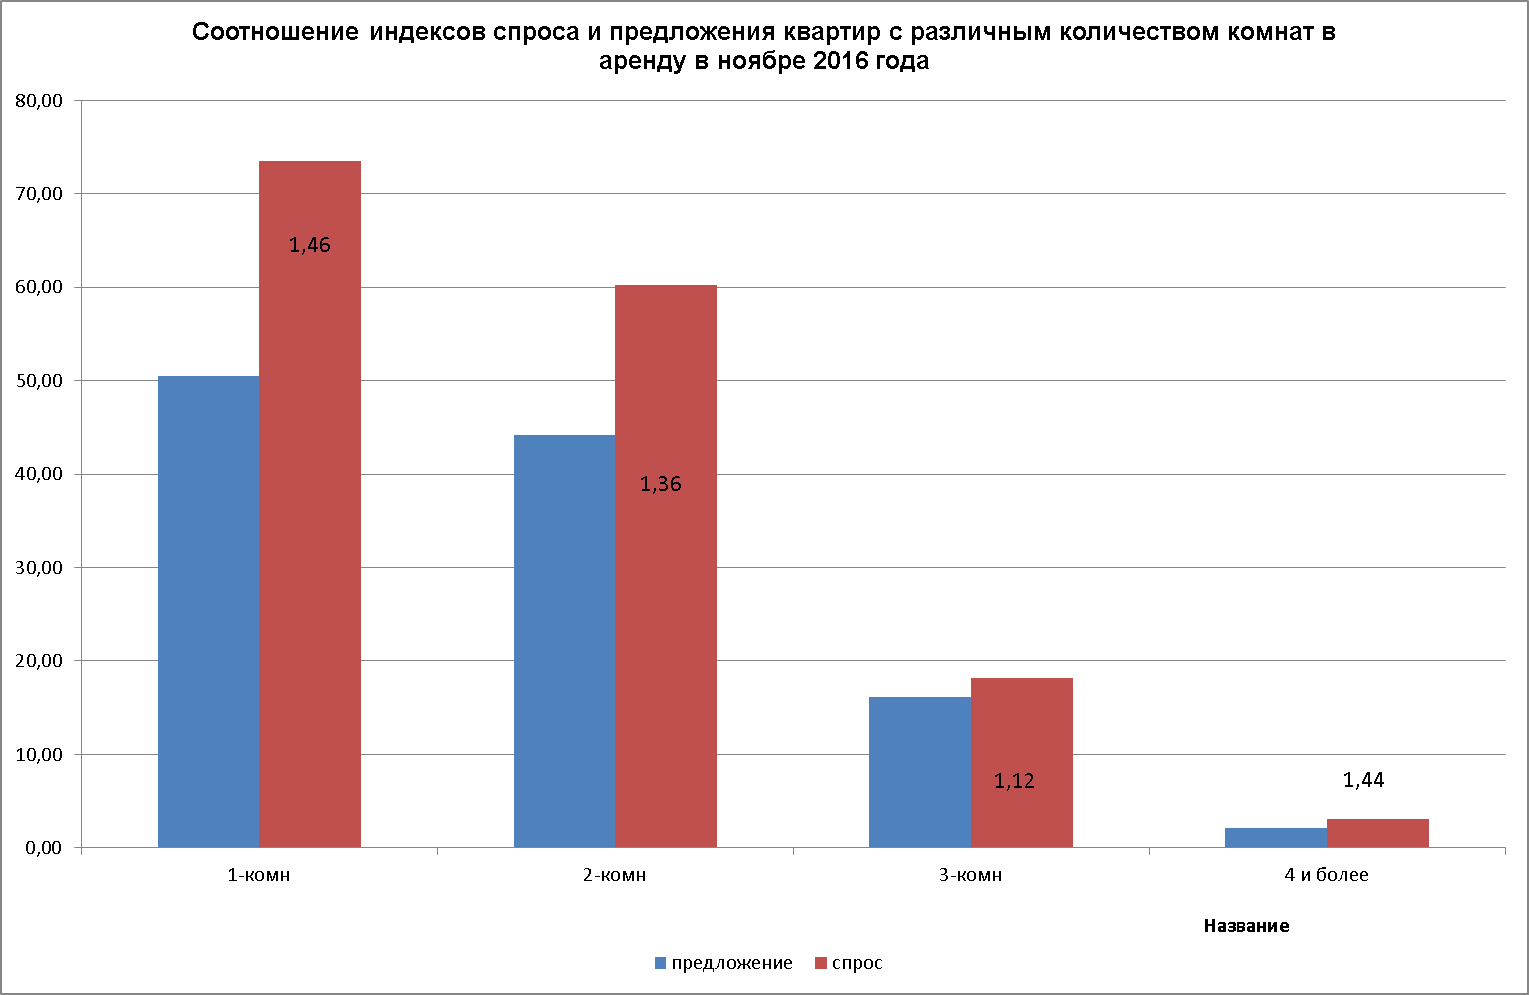 Соотношение индексов спроса и предложения квартир с различным количеством комнат в
аренду в ноябре 2016 года
80,00
70,00
60,00
50,00
40,00
30,00
20,00
10,00
0,00
1,46
1,36
1,12
1,44
1-комн
2-комн
3-комн
4 и более
Название
предложение
спрос